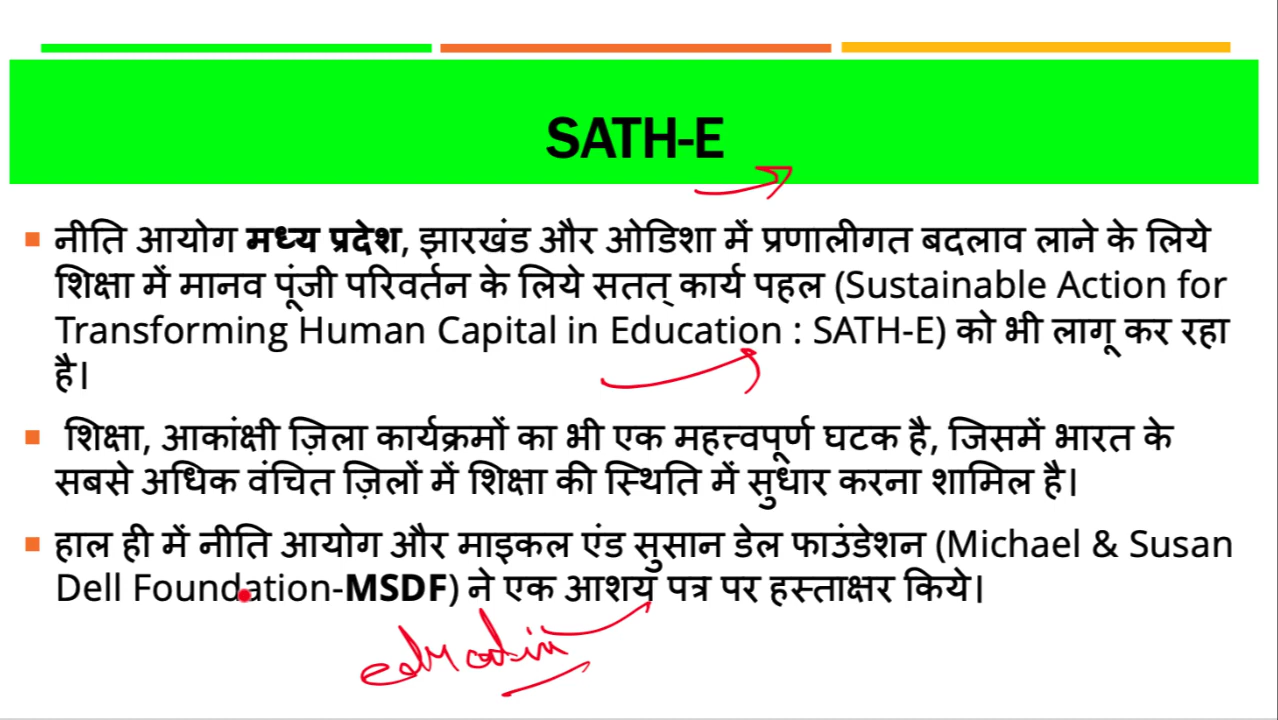 SATH-E
नीति आयोग मध्य प्रदेश, झारखंड और ओडिशा में प्रणालीगत बदलाव लाने के लिये
शिक्षा में मानव पूंजी परिवर्तन के लिये सतत् कार्य पहल (Sustainable Action for
Transforming Human Capital in Education : SATH-E) को भी लागू कर रहा
है।
शिक्षा, आकांक्षी ज़िला कार्यक्रमों का भी एक महत्त्वपूर्ण घटक है, जिसमें भारत के
सबसे अधिक वंचित ज़िलों में शिक्षा की स्थिति में सुधार करना शामिल है।
हाल ही में नीति आयोग और माइकल एंड सुसान डेल फाउंडेशन (Michael & Susan
Dell Foundation-MSDF) ने एक आशय पत्र पर हस्ताक्षर किये।